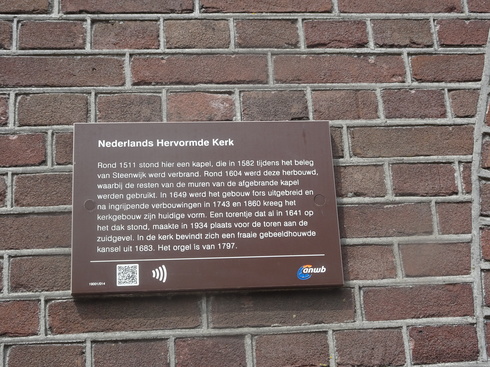 Nederlands Hervormde Kerk
Rond 1511 stond hier een kapel, die in 1582 tijdens het beleg
van Steenwijk werd verbrand. Rond 1604 werd deze herbouwd,
waarbij de resten van de muren van de afgebrande kapel
werden gebruikt. In 1649 werd het gebouw fors uitgebreid en
na ingrijpende verbouwingen in 1743 en 1860 kreeg het
kerkgebouw zijn huidige vorm. Een torentje dat al in 1641 op
het dak stond, maakte in 1934 plaats voor de toren aan de
zuidgevel. In de kerk bevindt zich een fraaie gebeeldhouwde
kansel uit 1683. Het orgel is van 1797.
anwb